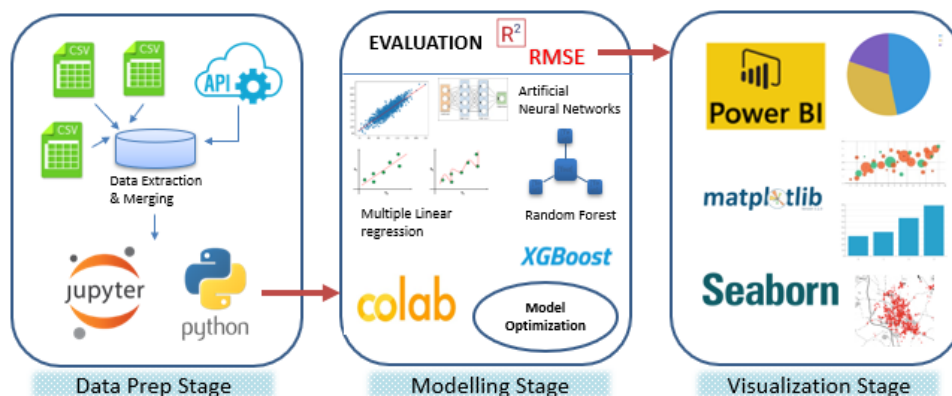 CSV
CSV
API
CSV
Data Extraction
& Merging
jupyter
python
Data Prep Stage
EVALUATION
R²
RMSE
Artificial
Neural Networks
Multiple Linear
regression
Random Forest
XGBoost
colab
Model
Optimization
Modelling Stage
Power BI
matplotlib
Seaborn
Visualization Stage